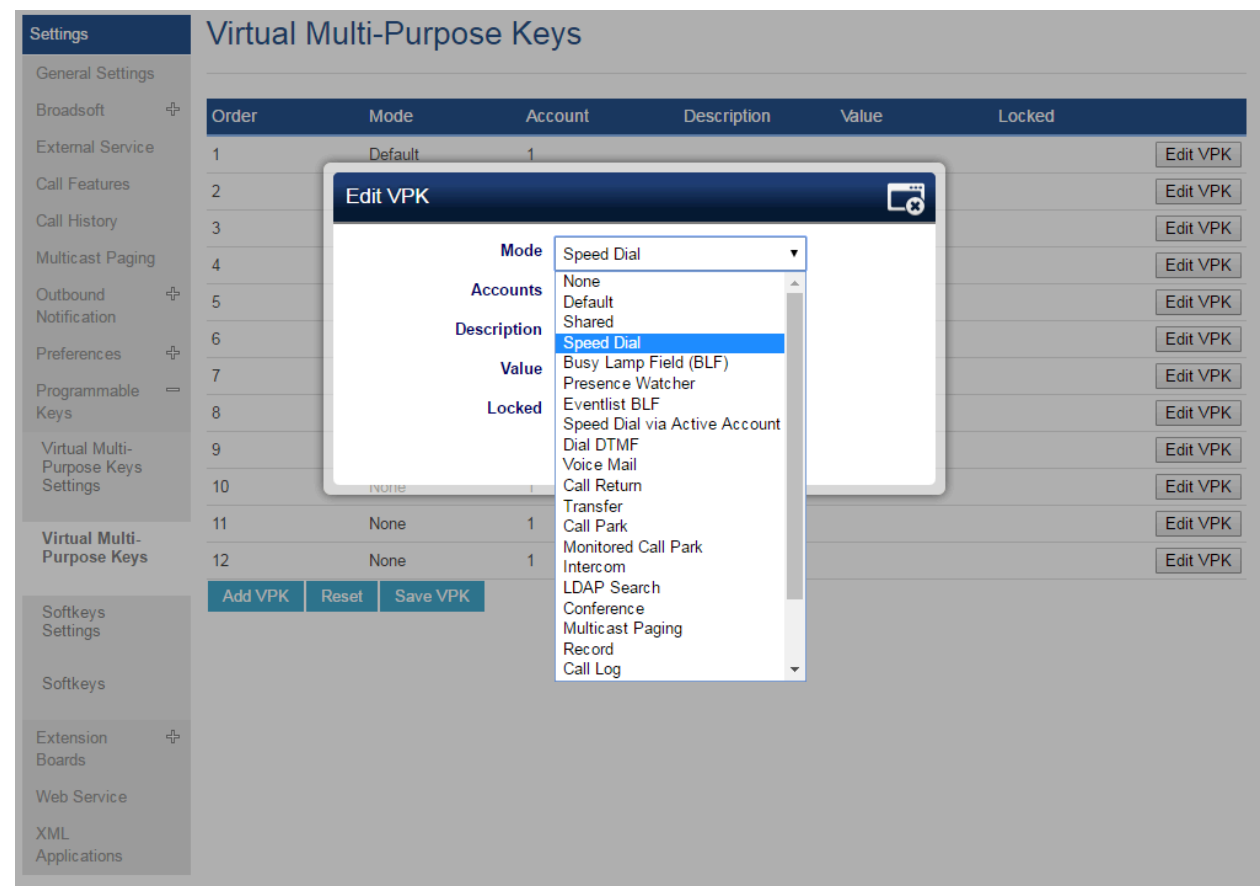 Settings
General Settings
Broadsoft
External Service
Call Features
Call History
Multicast Paging
Outbound
Notification
Preferences
Programmable
Keys
Virtual Multi-
Purpose Keys
Settings
Virtual Multi-
Purpose Keys
Softkeys
Settings
Softkeys
Extension
Boards
Web Service
XML
Applications
Virtual Multi-Purpose Keys
Order Mode Account Description Value Locked
1 Default 1 Edit VPK
2 Edit VPK
3 Edit VPK
4 Edit VPK
5 Edit VPK
6 Edit VPK
7 Edit VPK
8 Edit VPK
9 Edit VPK
10 None 1 Edit VPK
11 None 1 Edit VPK
12 None 1 Edit VPK
Add VPK Reset Save VPK
Edit VPK
Mode Speed Dial
Accounts
Description
Value
Locked
None
Default
Shared
Speed Dial
Busy Lamp Field (BLF)
Presence Watcher
Eventlist BLF
Speed Dial via Active Account
Dial DTMF
Voice Mail
Call Return
Transfer
Call Park
Monitored Call Park
Intercom
LDAP Search
Conference
Multicast Paging
Record
Call Log